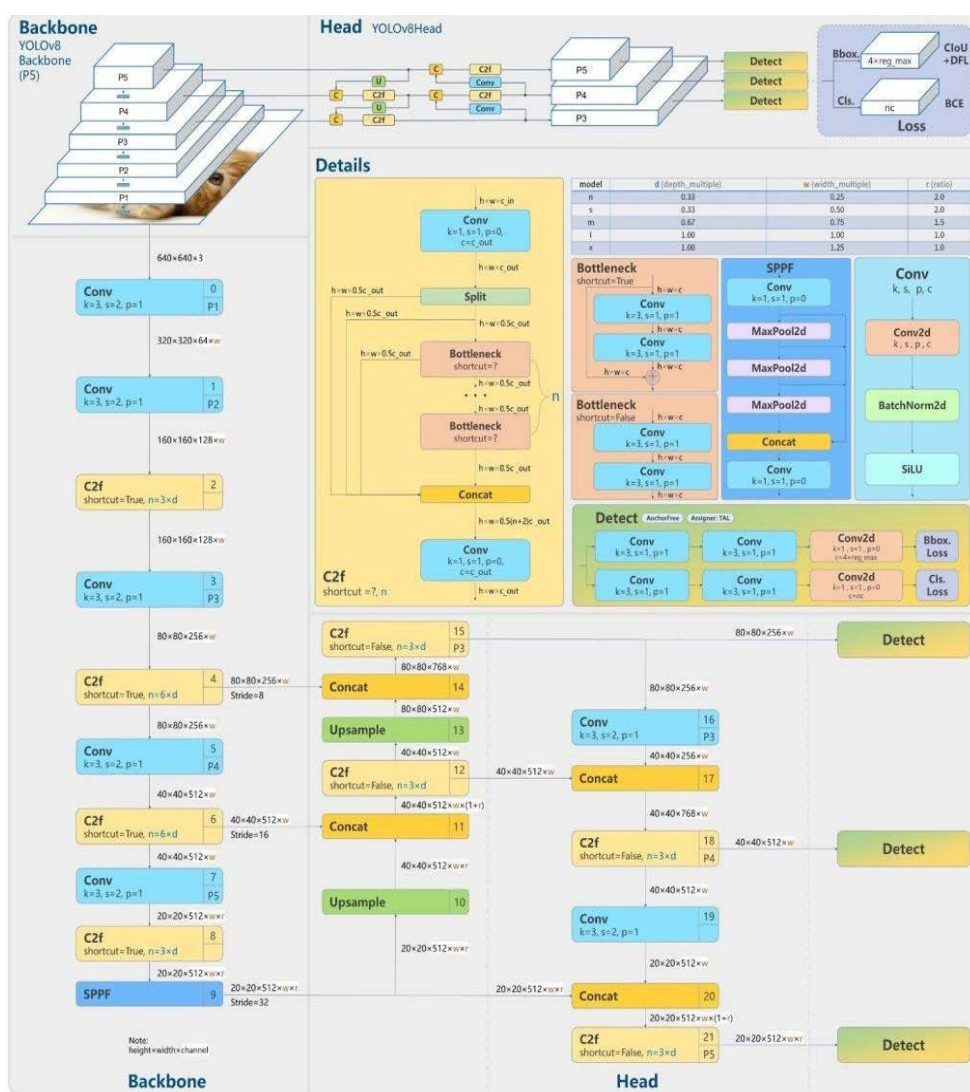 Backbone
YOLOv8
Backbone
(P5)
P5
P4
P3
P2
P1
Head YOLOv8Head
U
C C2f
U
C C2f
C C2f
Conv
C C2f
Conv
P5
P4
P3
Detect
Detect
Detect
Bbox. 4×reg_max CIoU
+DFL
Cls. nc BCE
Loss
Details
h×w×c_in
Conv
k=1, s=1, p=0,
c=c_out
h×w×c_out
Split
h×w×0.5c_out
h×w×0.5c_out
h×w×0.5c_out
h×w×0.5c_out
Bottleneck
shortcut=?
h×w×0.5c_out
• • •
h×w×0.5c_out
n
Bottleneck
shortcut=?
h×w×0.5c_out
Concat
h×w×0.5(n+2)c_out
Conv
k=1, s=1, p=0,
c=c_out
h×w×c_out
C2f
shortcut =?, n
model d (depth_multiple) w (width_multiple) r (ratio)
n 0.33 0.25 2.0
s 0.33 0.50 2.0
m 0.67 0.75 1.5
l 1.00 1.00 1.0
x 1.00 1.25 1.0
Bottleneck
shortcut=True
h×w×c
Conv
k=3, s=1, p=1
h×w×c
Conv
k=3, s=1, p=1
h×w×c
h×w×c
+
Bottleneck
shortcut=False
h×w×c
Conv
k=3, s=1, p=1
h×w×c
Conv
k=3, s=1, p=1
h×w×c
SPPF
Conv
k=1, s=1, p=0
MaxPool2d
MaxPool2d
MaxPool2d
Concat
Conv
k=1, s=1, p=0
Conv
k, s, p, c
Conv2d
k, s, p, c
BatchNorm2d
SiLU
Detect AnchorFree Assigner: TAL
Conv
k=3, s=1, p=1
Conv
k=3, s=1, p=1
Conv2d
k=1, s=1, p=0
c=4×reg_max
Bbox.
Loss
Conv
k=3, s=1, p=1
Conv
k=3, s=1, p=1
Conv2d
k=1, s=1, p=0
c=nc
Cls.
Loss
640×640×3
Conv 0
k=3, s=2, p=1 P1
320×320×64×w
Conv 1
k=3, s=2, p=1 P2
160×160×128×w
C2f 2
shortcut=True, n=3×d
160×160×128×w
Conv 3
k=3, s=2, p=1 P3
80×80×256×w
C2f 4
shortcut=True, n=6×d
80×80×256×w
Stride=8
80×80×256×w
Conv 5
k=3, s=2, p=1 P4
40×40×512×w
C2f 6
shortcut=True, n=6×d
40×40×512×w
Stride=16
40×40×512×w
Conv 7
k=3, s=2, p=1 P5
20×20×512×w×r
C2f 8
shortcut=True, n=3×d
20×20×512×w×r
SPPF 9
20×20×512×w×r
Stride=32
Note:
height×width×channel
Backbone
C2f 15
shortcut=False, n=3×d P3
80×80×768×w
Concat 14
80×80×512×w
Upsample 13
40×40×512×w
C2f 12
shortcut=False, n=3×d
40×40×512×w
40×40×512×w×(1+r)
Concat 11
40×40×512×w×r
Upsample 10
20×20×512×w×r
80×80×256×w
Detect
80×80×256×w
Conv 16
k=3, s=2, p=1 P3
40×40×256×w
Concat 17
40×40×768×w
C2f 18
shortcut=False, n=3×d P4
40×40×512×w
Detect
40×40×512×w
Conv 19
k=3, s=2, p=1
20×20×512×w
20×20×512×w×r
Concat 20
20×20×512×w×(1+r)
C2f 21
shortcut=False, n=3×d P5
20×20×512×w×r
Detect
Head